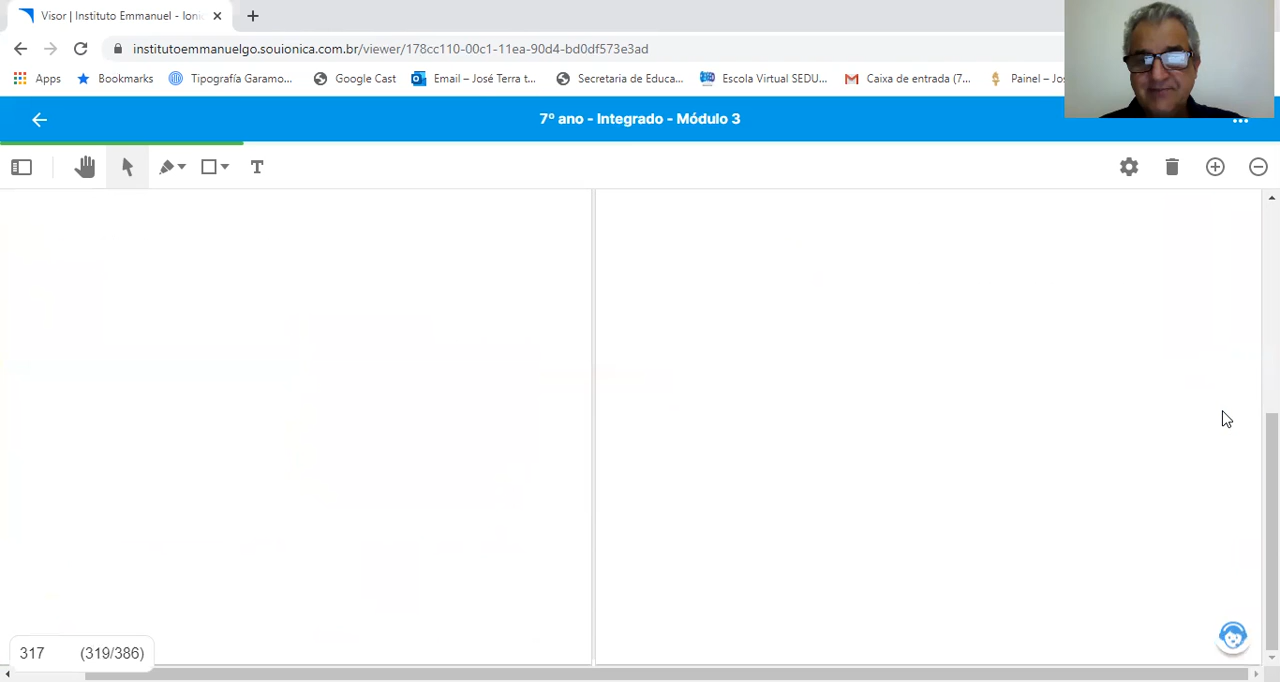 Visor | Instituto Emmanuel - Ionic
institutoemmanuelgo.souionica.com.br/viewer/178cc110-00c1-11ea-90d4-bd0df573e3ad
Apps Bookmarks Tipografía Garamo... Google Cast Email – José Terra t... Secretaria de Educa... Escola Virtual SEDU... Caixa de entrada (7... Painel – Jos
7º ano - Integrado - Módulo 3
T
317 (319/386)